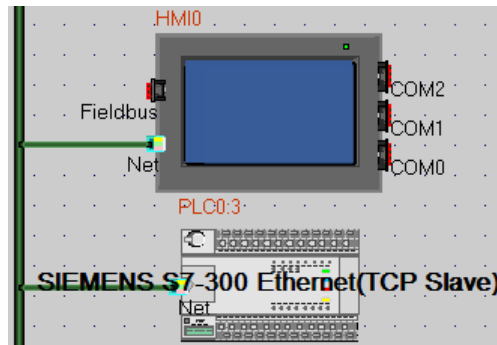 HMI0
COM2
Fieldbus
COM1
Net
COM0
PLC0:3
SIEMENS S7-300 Ethernet(TCP Slave)
Net